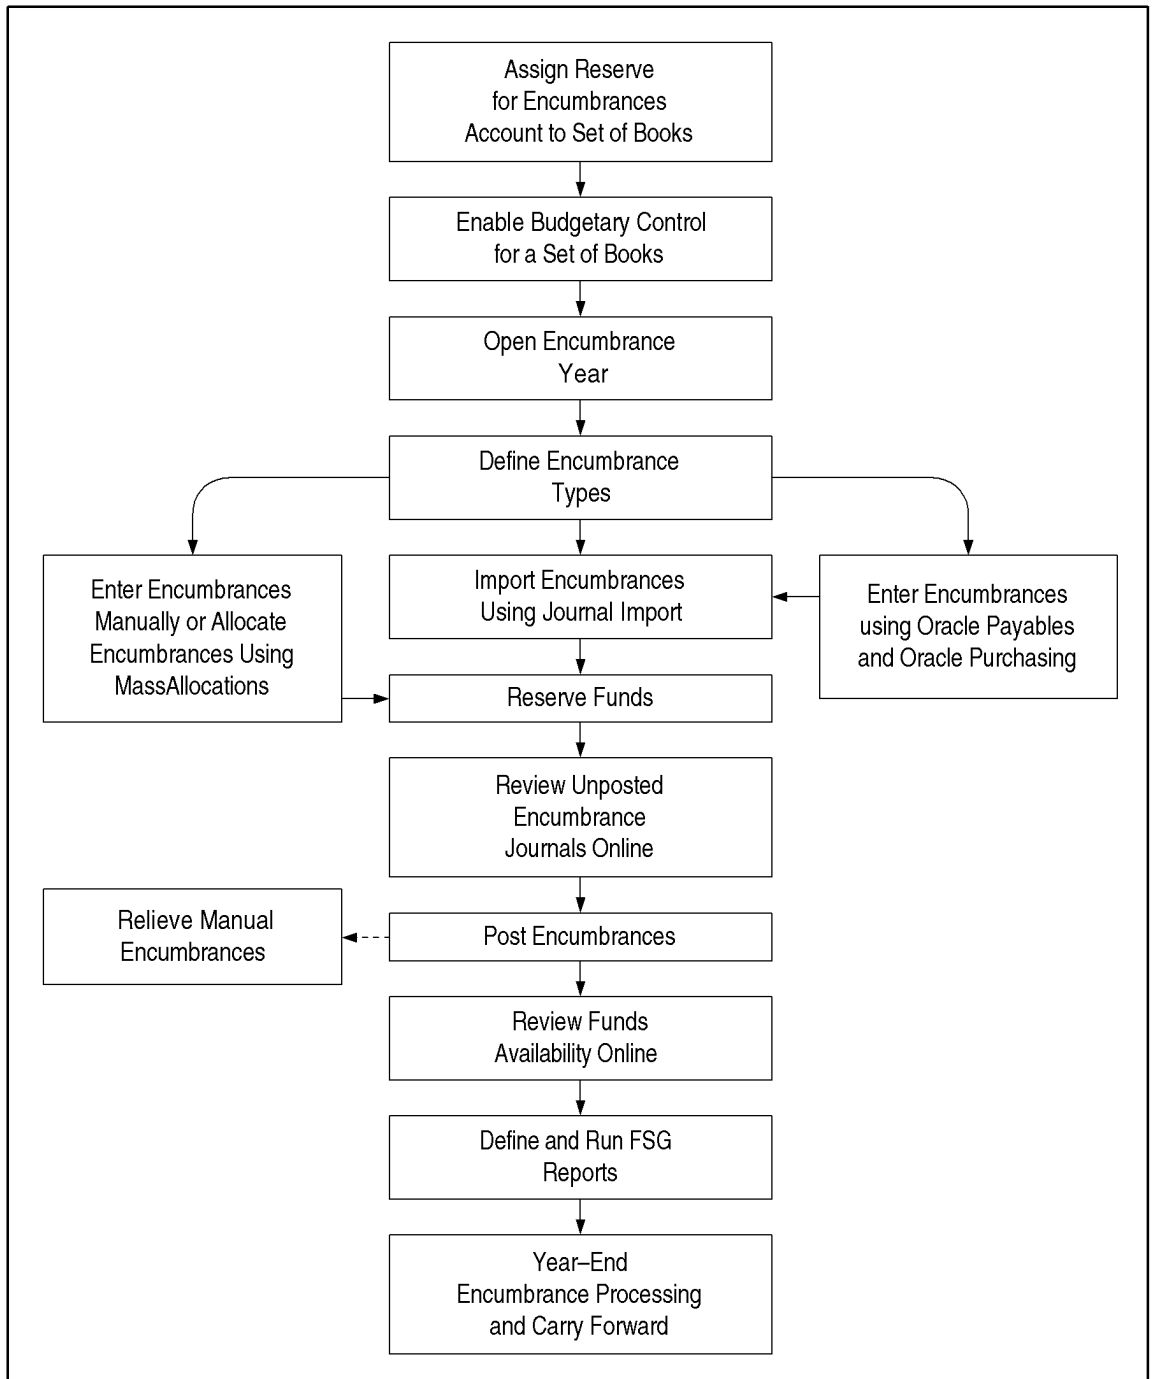 Assign Reserve
for Encumbrances
Account to Set of Books
Enable Budgetary Control
for a Set of Books
Open Encumbrance
Year
Define Encumbrance
Types
Enter Encumbrances
Manually or Allocate
Encumbrances Using
MassAllocations
Import Encumbrances
Using Journal Import
Enter Encumbrances
using Oracle Payables
and Oracle Purchasing
Reserve Funds
Review Unposted
Encumbrance
Journals Online
Relieve Manual
Encumbrances
Post Encumbrances
Review Funds
Availability Online
Define and Run FSG
Reports
Year–End
Encumbrance Processing
and Carry Forward